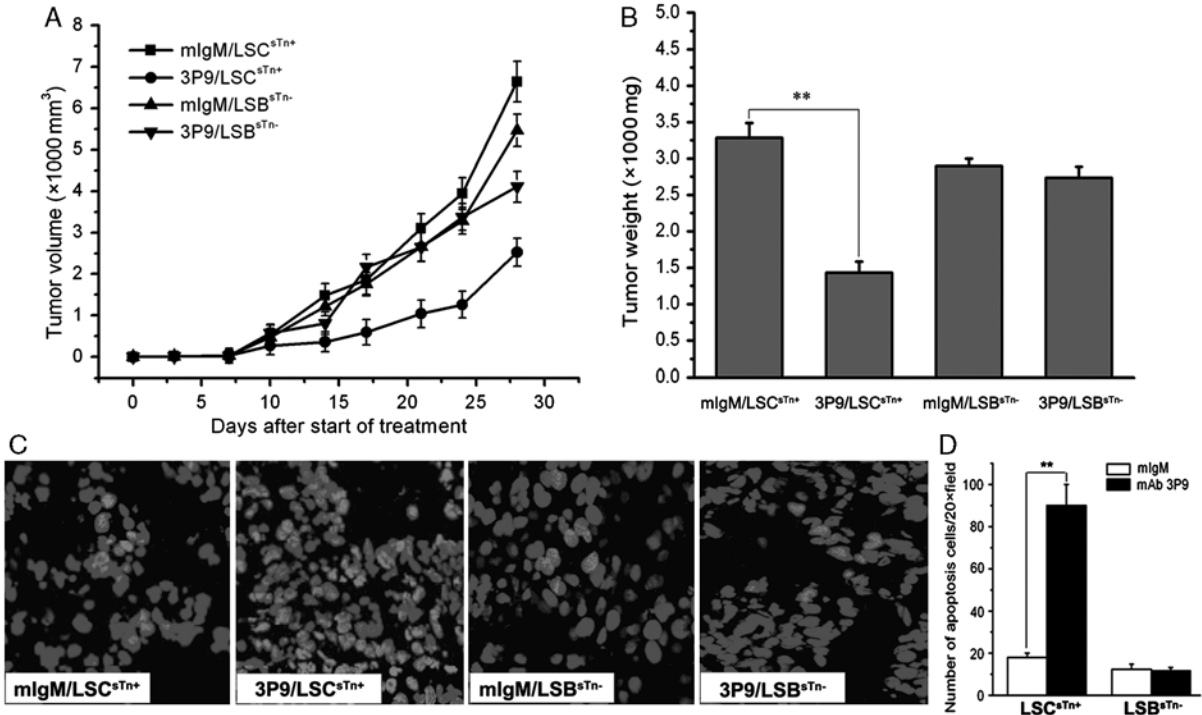 A
Tumor volume (×1000 mm³)
8
7
6
5
4
3
2
1
0
mIgM/LSCsTn+
3P9/LSCsTn+
mIgM/LSBsTn-
3P9/LSBsTn-
0 5 10 15 20 25 30
Days after start of treatment
B
Tumor weight (×1000 mg)
5.0
4.5
4.0
3.5
3.0
2.5
2.0
1.5
1.0
0.5
0.0
**
mIgM/LSCsTn+ 3P9/LSCsTn+ mIgM/LSBsTn- 3P9/LSBsTn-
C
mIgM/LSCsTn+
3P9/LSCsTn+
mIgM/LSBsTn-
3P9/LSBsTn-
D
Number of apoptosis cells/20×field
100
80
60
40
20
0
**
mIgM
mAb 3P9
LSCsTn+ LSBsTn-